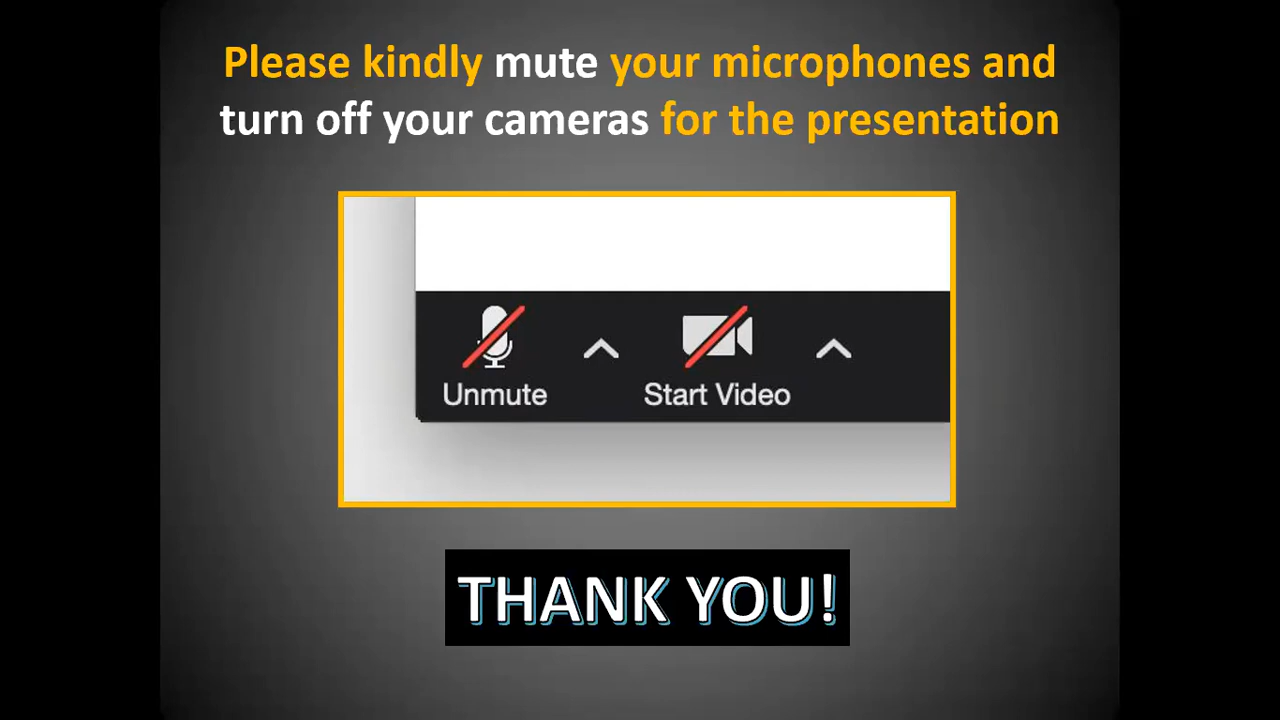 Please kindly mute your microphones and
turn off your cameras for the presentation
Unmute
Start Video
THANK YOU!